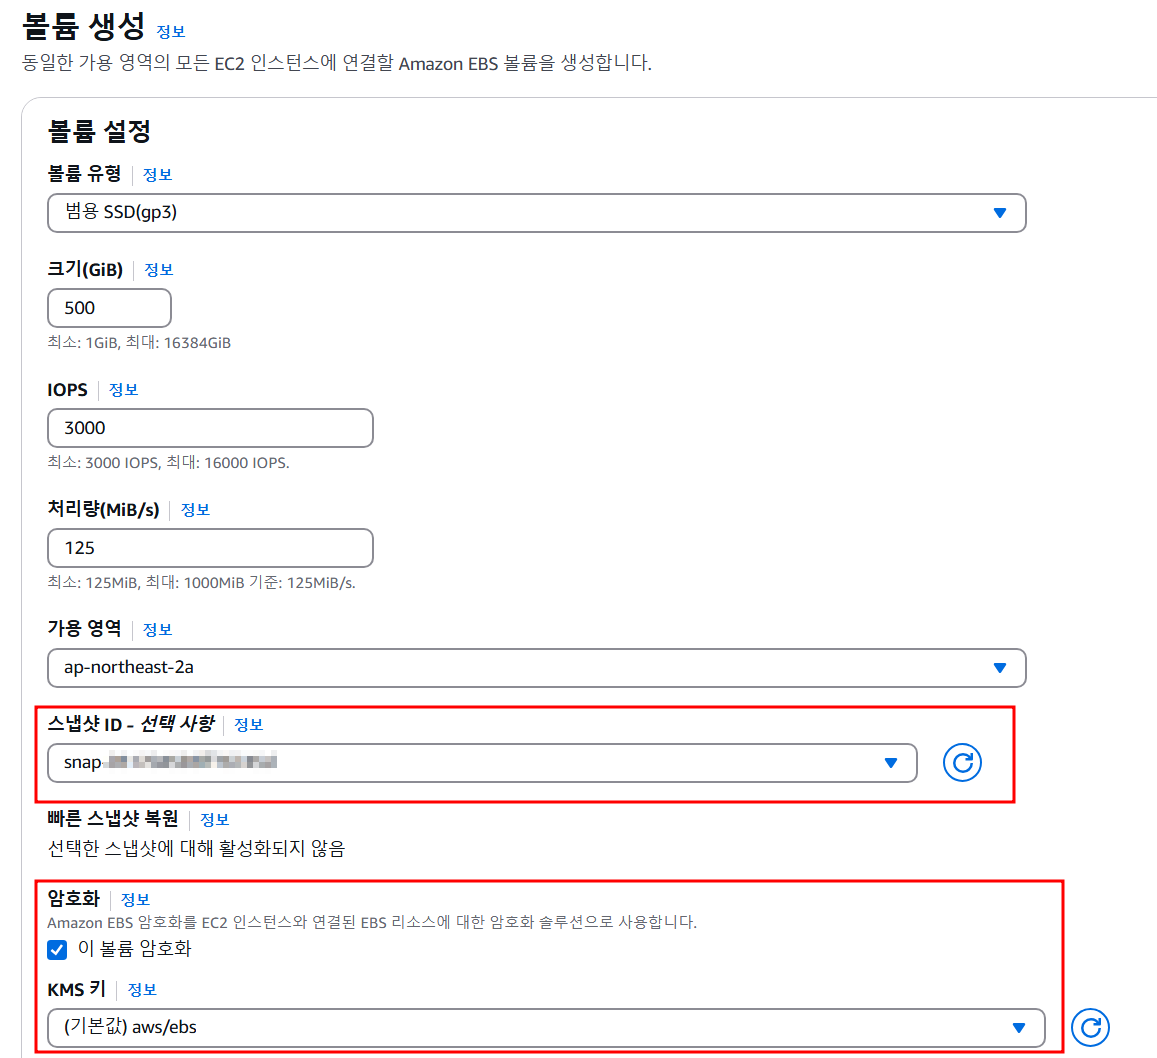 볼륨 생성 정보
동일한 가용 영역의 모든 EC2 인스턴스에 연결할 Amazon EBS 볼륨을 생성합니다.
볼륨 설정
볼륨 유형 정보
범용 SSD(gp3)
크기(GiB) 정보
500
최소: 1GiB, 최대: 16384GiB
IOPS 정보
3000
최소: 3000 IOPS, 최대: 16000 IOPS.
처리량(MiB/s) 정보
125
최소: 125MiB, 최대: 1000MiB 기준: 125MiB/s.
가용 영역 정보
ap-northeast-2a
스냅샷 ID - 선택 사항 정보
snap-
빠른 스냅샷 복원 정보
선택한 스냅샷에 대해 활성화되지 않음
암호화 정보
Amazon EBS 암호화를 EC2 인스턴스와 연결된 EBS 리소스에 대한 암호화 솔루션으로 사용합니다.
이 볼륨 암호화
KMS 키 정보
(기본값) aws/ebs